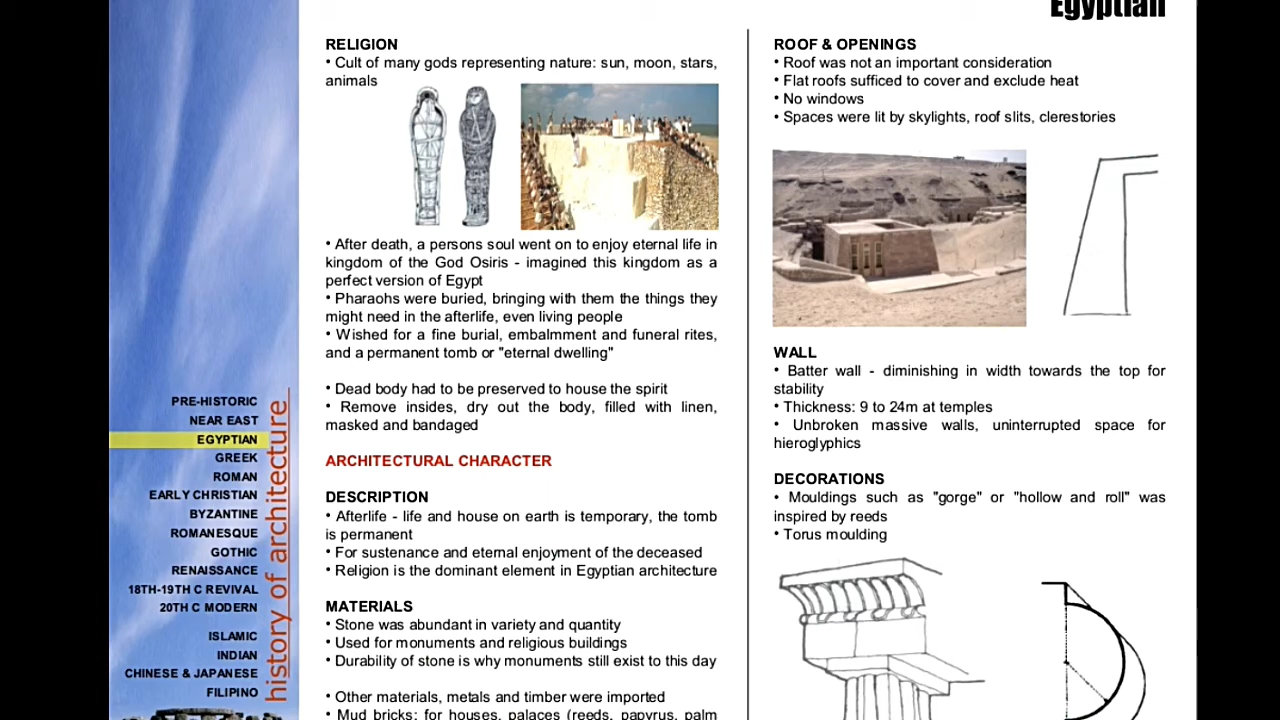 Egyptian
RELIGION
• Cult of many gods representing nature: sun, moon, stars,
animals
• After death, a persons soul went on to enjoy eternal life in
kingdom of the God Osiris - imagined this kingdom as a
perfect version of Egypt
• Pharaohs were buried, bringing with them the things they
might need in the afterlife, even living people
• Wished for a fine burial, embalmment and funeral rites,
and a permanent tomb or "eternal dwelling"
• Dead body had to be preserved to house the spirit
• Remove insides, dry out the body, filled with linen,
masked and bandaged
ARCHITECTURAL CHARACTER
DESCRIPTION
• Afterlife - life and house on earth is temporary, the tomb
is permanent
• For sustenance and eternal enjoyment of the deceased
• Religion is the dominant element in Egyptian architecture
MATERIALS
• Stone was abundant in variety and quantity
• Used for monuments and religious buildings
• Durability of stone is why monuments still exist to this day
• Other materials, metals and timber were imported
• Mud bricks: for houses, palaces (reeds, papyrus, palm
ROOF & OPENINGS
• Roof was not an important consideration
• Flat roofs sufficed to cover and exclude heat
• No windows
• Spaces were lit by skylights, roof slits, clerestories
WALL
• Batter wall - diminishing in width towards the top for
stability
• Thickness: 9 to 24m at temples
• Unbroken massive walls, uninterrupted space for
hieroglyphics
DECORATIONS
• Mouldings such as "gorge" or "hollow and roll" was
inspired by reeds
• Torus moulding
PRE-HISTORIC
NEAR EAST
EGYPTIAN
GREEK
ROMAN
EARLY CHRISTIAN
BYZANTINE
ROMANESQUE
GOTHIC
RENAISSANCE
18TH-19TH C REVIVAL
20TH C MODERN
ISLAMIC
INDIAN
CHINESE & JAPANESE
FILIPINO
history of architecture